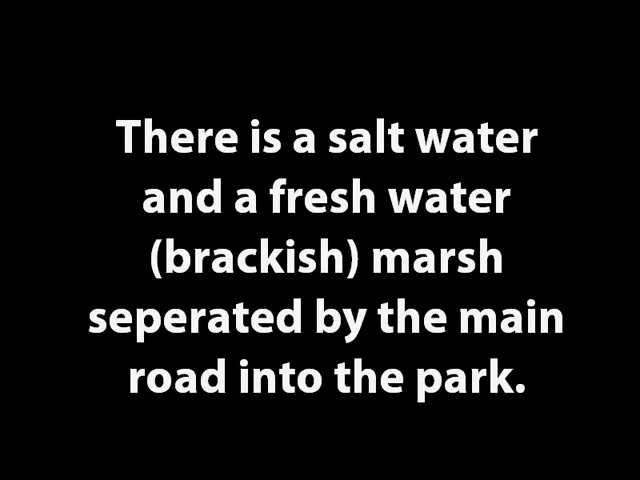 There is a salt water
and a fresh water
(brackish) marsh
seperated by the main
road into the park.